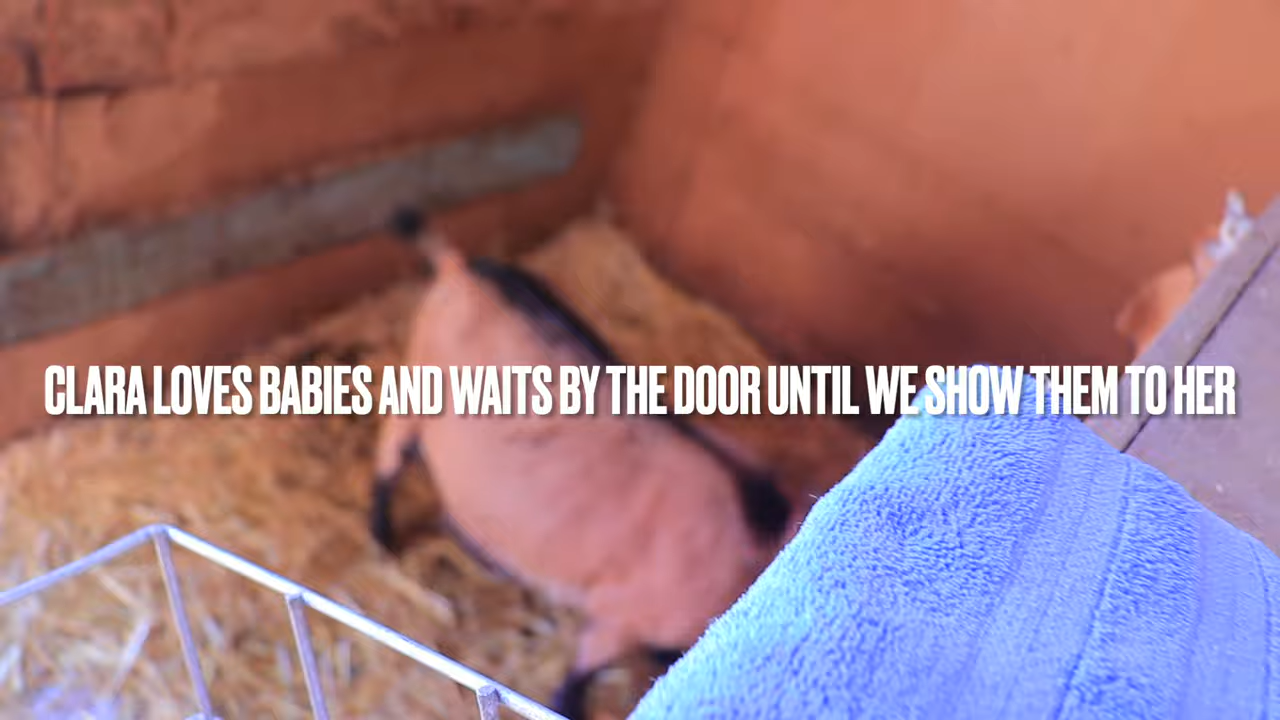 CLARA LOVES BABIES AND WAITS BY THE DOOR UNTIL WE SHOW THEM TO HER